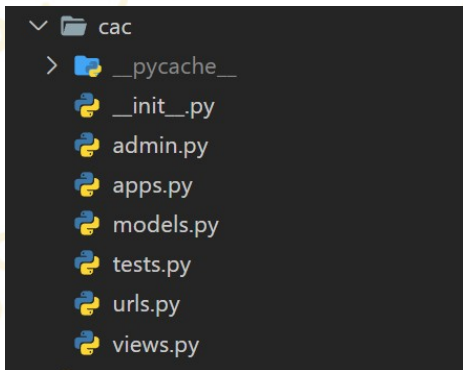 cac
__pycache__
__init__.py
admin.py
apps.py
models.py
tests.py
urls.py
views.py